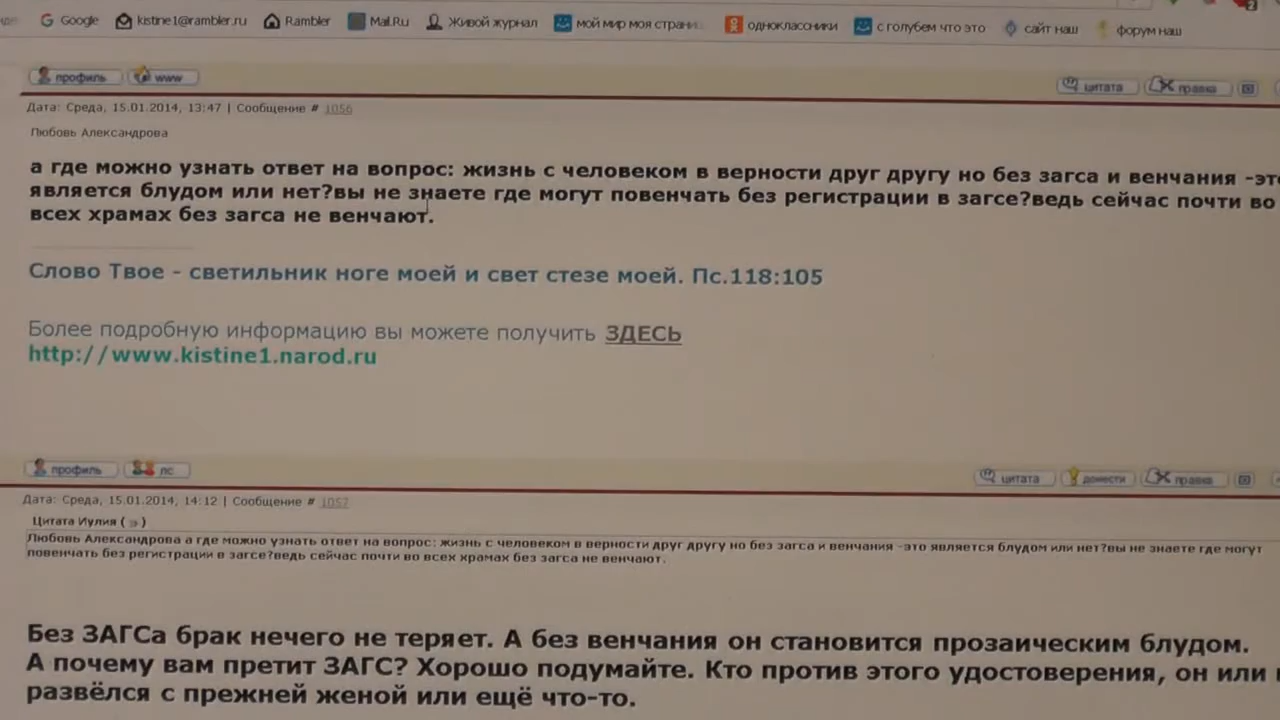 Google kistine1@rambler.ru Rambler Mail.Ru Живой журнал мой мир моя страни одноклассники с голубем что это сайт наш форум наш
профиль www цитата правка
Дата: Среда, 15.01.2014, 13:47 | Сообщение # 1056
Любовь Александрова
а где можно узнать ответ на вопрос: жизнь с человеком в верности друг другу но без загса и венчания -это
является блудом или нет?вы не знаете где могут повенчать без регистрации в загсе?ведь сейчас почти во
всех храмах без загса не венчают.
Слово Твое - светильник ноге моей и свет стезе моей. Пс.118:105
Более подробную информацию вы можете получить ЗДЕСЬ
http://www.kistine1.narod.ru
профиль лс цитата донести правка
Дата: Среда, 15.01.2014, 14:12 | Сообщение # 1057
Цитата Иулия ( )
Любовь Александрова а где можно узнать ответ на вопрос: жизнь с человеком в верности друг другу но без загса и венчания -это является блудом или нет?вы не знаете где могут
повенчать без регистрации в загсе?ведь сейчас почти во всех храмах без загса не венчают.
Без ЗАГСа брак нечего не теряет. А без венчания он становится прозаическим блудом.
А почему вам претит ЗАГС? Хорошо подумайте. Кто против этого удостоверения, он или
развёлся с прежней женой или ещё что-то.